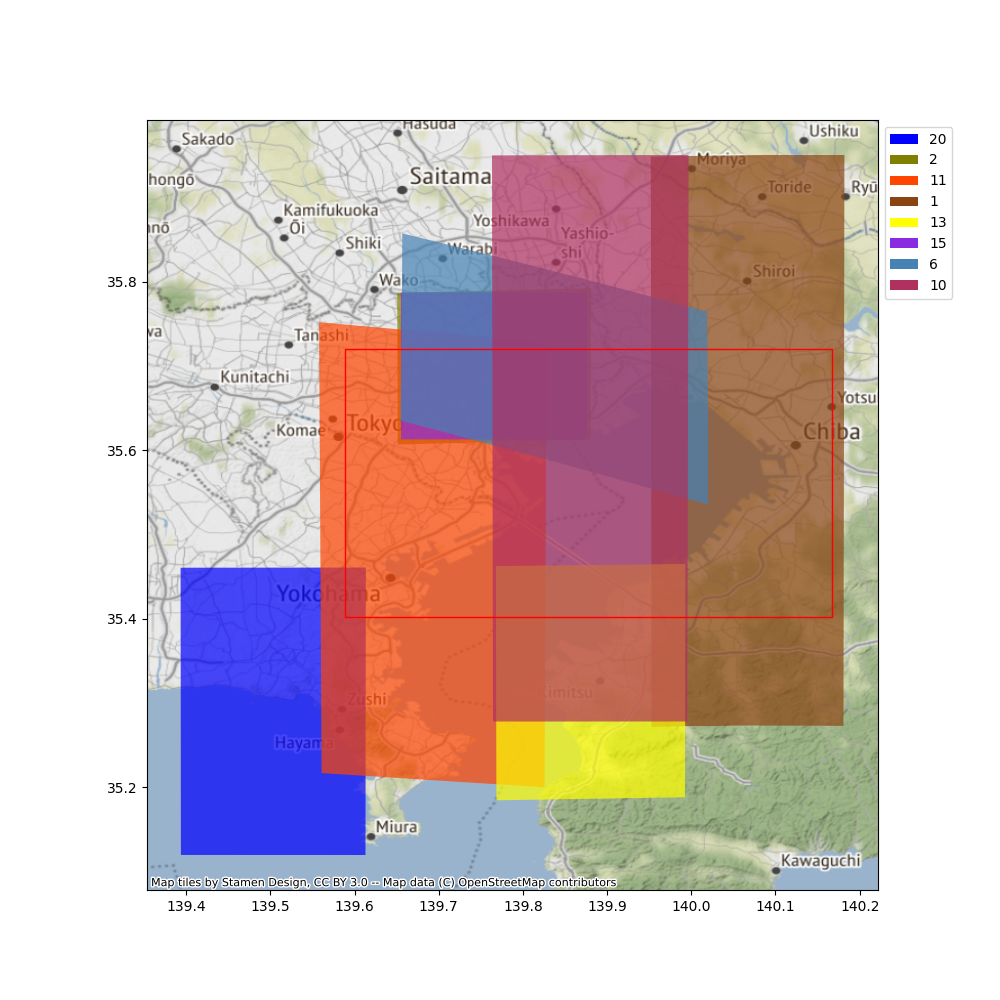 Hasuda
Ushiku
Sakado
Moriya
hongō
Saitama
Toride
Ryū
Kamifukuoka
Yoshikawa
nō
Ōi
Yashio-
shi
Shiki
Warabi
Shiroi
Wako
wa
Tanashi
Kunitachi
Yotsu
Komae
Tokyo
Chiba
Yokohama
Kimitsu
Zushi
Hayama
Miura
Kawaguchi
Map tiles by Stamen Design, CC BY 3.0 -- Map data (C) OpenStreetMap contributors
35.8
35.6
35.4
35.2
139.4 139.5 139.6 139.7 139.8 139.9 140.0 140.1 140.2
20
2
11
1
13
15
6
10